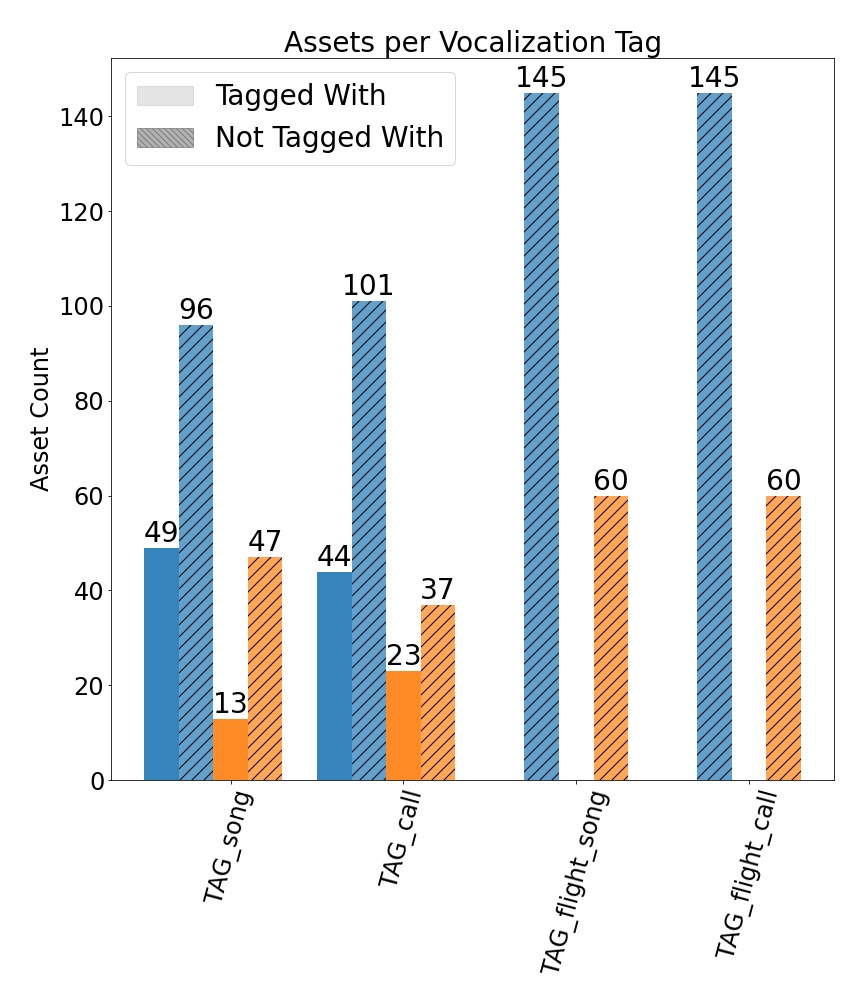 Assets per Vocalization Tag
Tagged With
Not Tagged With
Asset Count
140
120
100
80
60
40
20
0
49
96
13
47
44
101
23
37
145
60
145
60
TAG_song
TAG_call
TAG_flight_song
TAG_flight_call